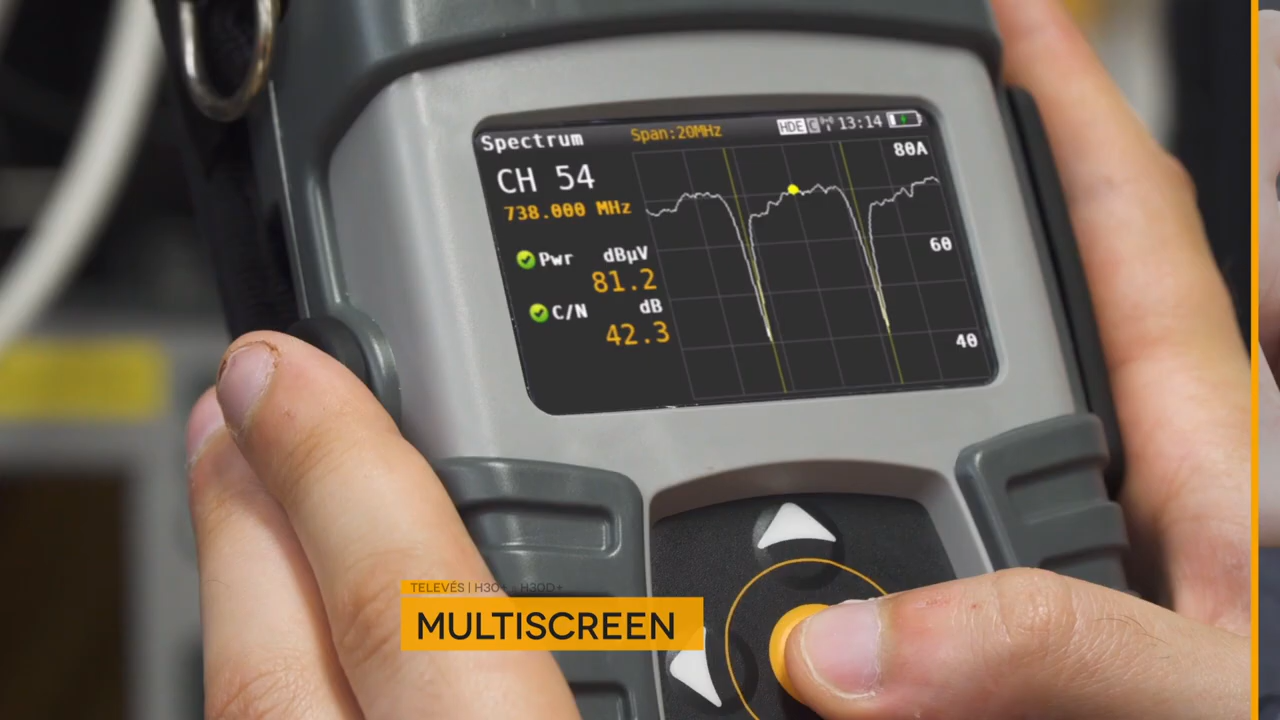 Spectrum
Span:20MHz
HDE C 13:14
CH 54
738.000 MHz
Pwr dBµV
81.2
C/N dB
42.3
80A
60
40
TELEVÉS | H30+ - H30D+
MULTISCREEN